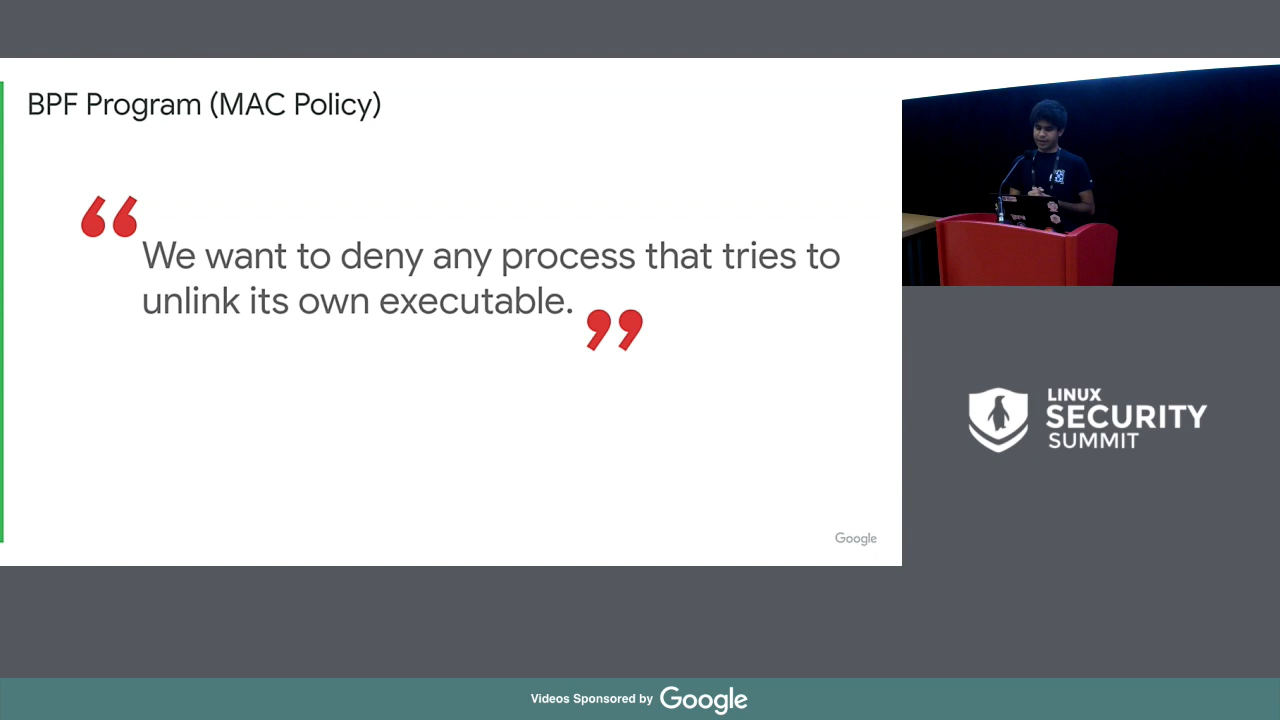 BPF Program (MAC Policy)
“We want to deny any process that tries to
unlink its own executable.”
Google
LINUX
SECURITY
SUMMIT
Videos Sponsored by Google